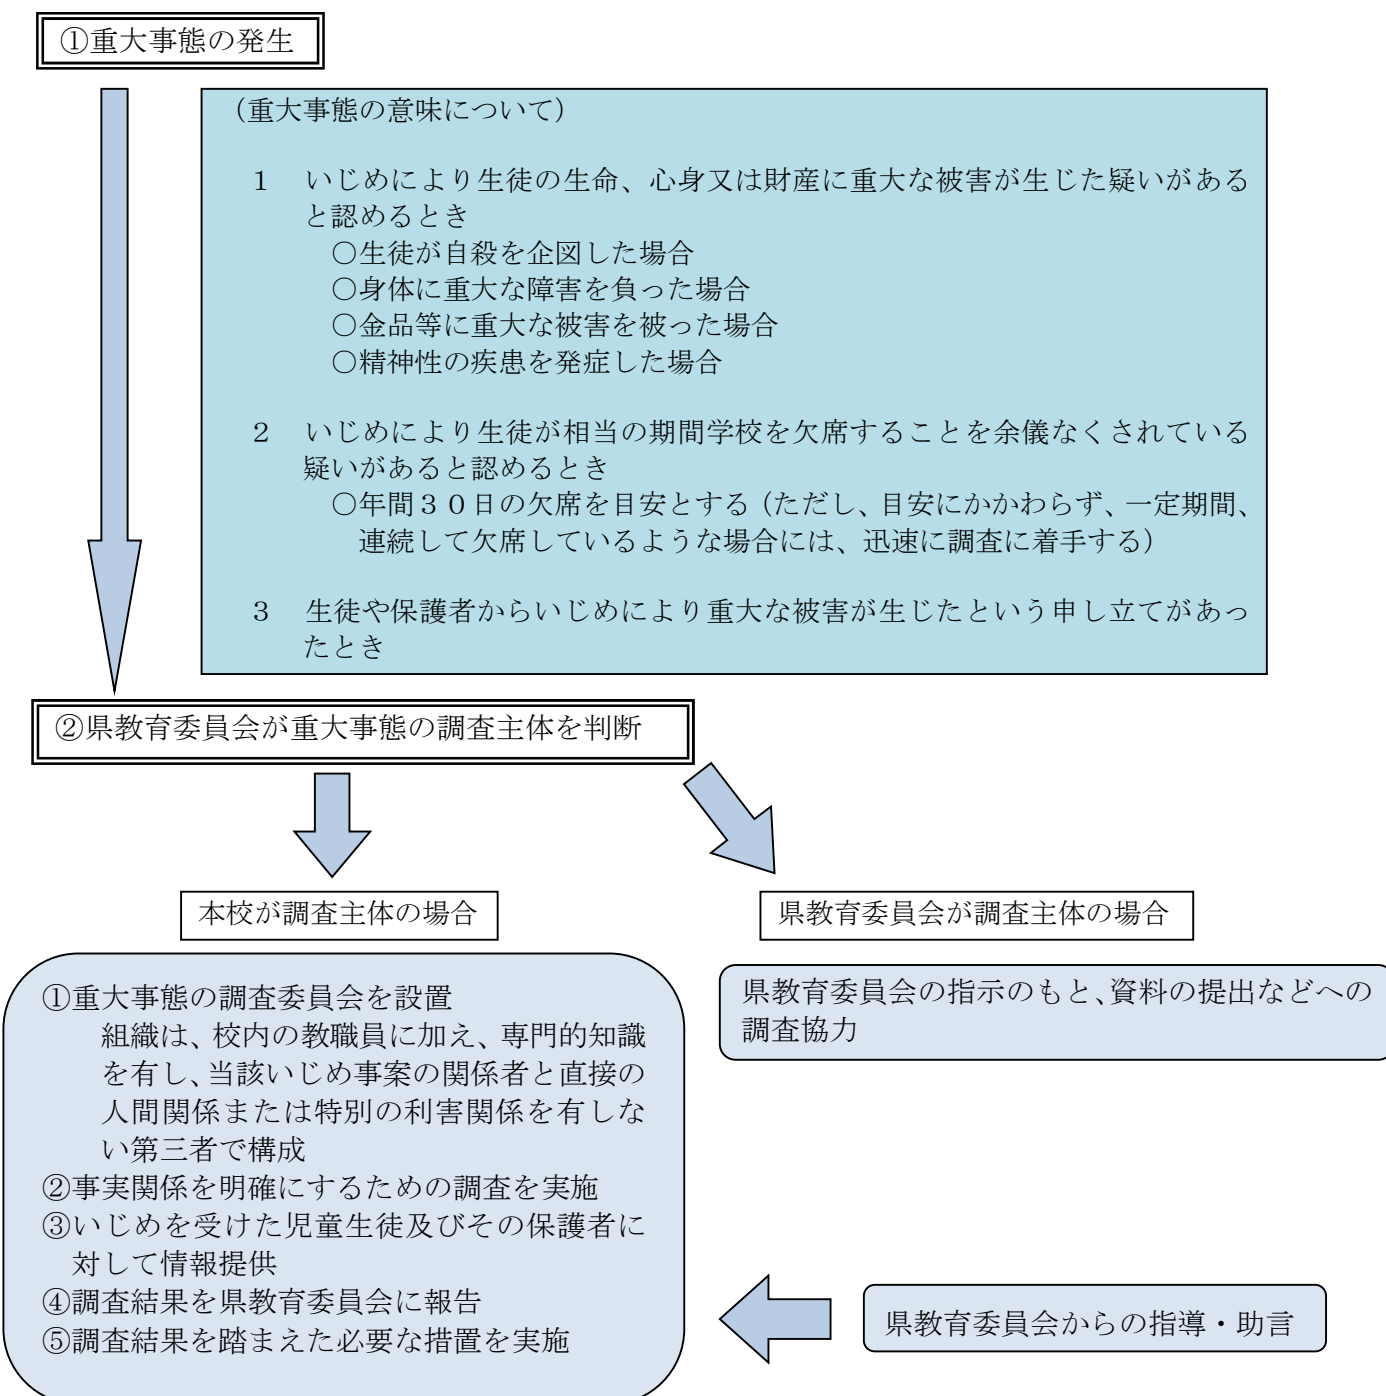 ①重大事態の発生
（重大事態の意味について）
１　いじめにより生徒の生命、心身又は財産に重大な被害が生じた疑いがある
と認めるとき
○生徒が自殺を企図した場合
○身体に重大な障害を負った場合
○金品等に重大な被害を被った場合
○精神性の疾患を発症した場合
２　いじめにより生徒が相当の期間学校を欠席することを余儀なくされている
疑いがあると認めるとき
○年間３０日の欠席を目安とする（ただし、目安にかかわらず、一定期間、
連続して欠席しているような場合には、迅速に調査に着手する）
３　生徒や保護者からいじめにより重大な被害が生じたという申し立てがあっ
たとき
②県教育委員会が重大事態の調査主体を判断
本校が調査主体の場合
県教育委員会が調査主体の場合
①重大事態の調査委員会を設置
組織は、校内の教職員に加え、専門的知識
を有し、当該いじめ事案の関係者と直接の
人間関係または特別の利害関係を有しな
い第三者で構成
②事実関係を明確にするための調査を実施
③いじめを受けた児童生徒及びその保護者に
対して情報提供
④調査結果を県教育委員会に報告
⑤調査結果を踏まえた必要な措置を実施
県教育委員会の指示のもと、資料の提出などへの
調査協力
県教育委員会からの指導・助言